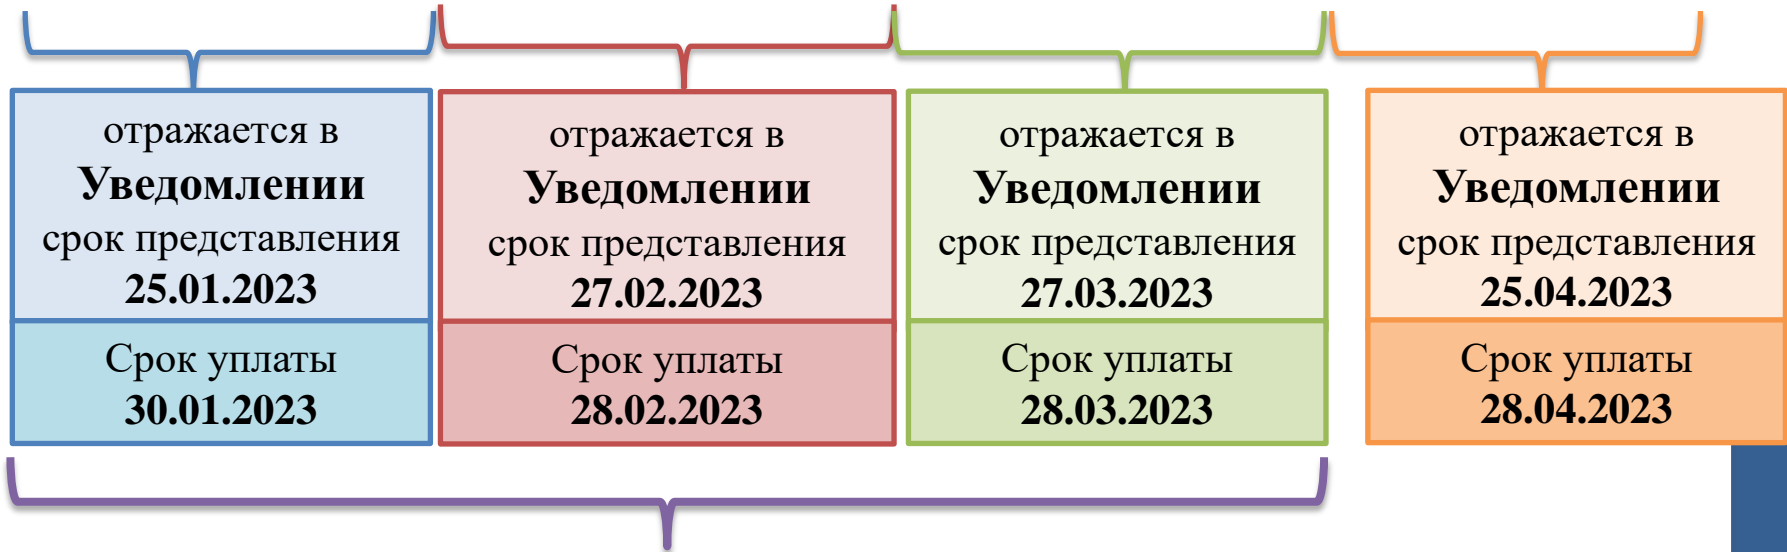 отражается в
Уведомлении
срок представления
25.01.2023
Срок уплаты
30.01.2023
отражается в
Уведомлении
срок представления
27.02.2023
Срок уплаты
28.02.2023
отражается в
Уведомлении
срок представления
27.03.2023
Срок уплаты
28.03.2023
отражается в
Уведомлении
срок представления
25.04.2023
Срок уплаты
28.04.2023